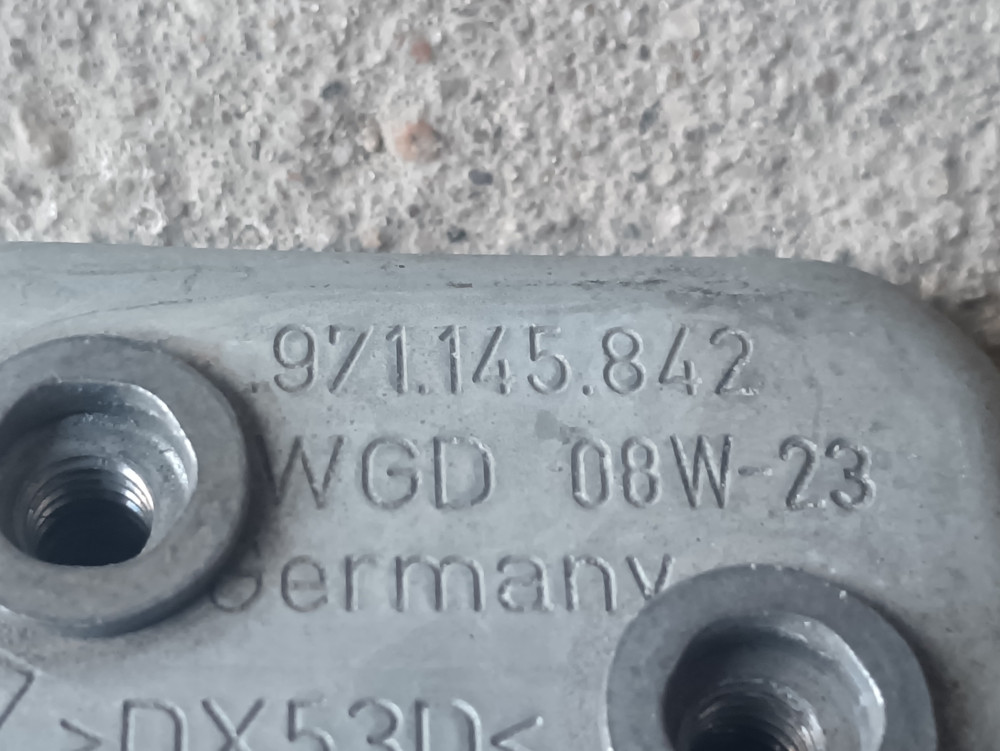 .971.145.842
WGD 08W-23
Germany
>DX53D<